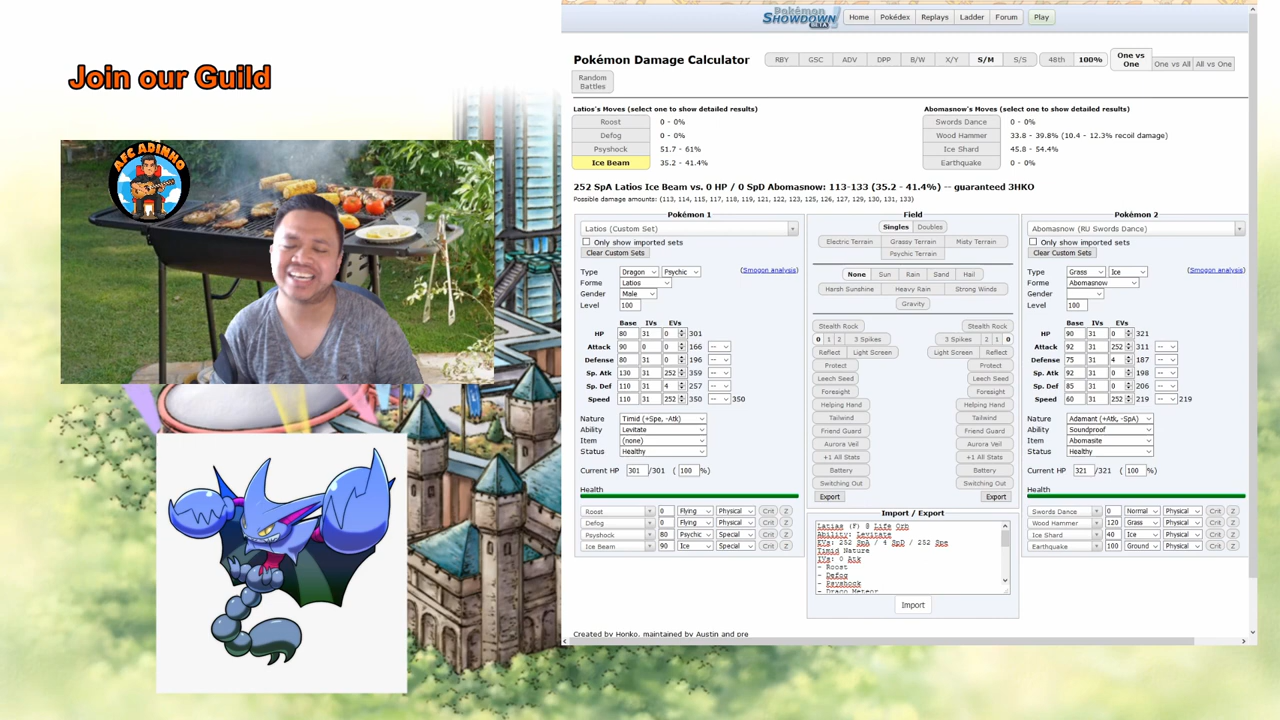 Join our Guild
AFC ADINHO
Pokémon
SHOWDOWN
BETA
Home Pokédex Replays Ladder Forum Play
Pokémon Damage Calculator
RBY GSC ADV DPP B/W X/Y S/M S/S 48th 100% One vs One One vs All All vs One
Random Battles
Latios's Moves (select one to show detailed results)
Roost 0 - 0%
Defog 0 - 0%
Psyshock 51.7 - 61%
Ice Beam 35.2 - 41.4%
Abomasnow's Moves (select one to show detailed results)
Swords Dance 0 - 0%
Wood Hammer 33.8 - 39.8% (10.4 - 12.3% recoil damage)
Ice Shard 45.8 - 54.4%
Earthquake 0 - 0%
252 SpA Latios Ice Beam vs. 0 HP / 0 SpD Abomasnow: 113-133 (35.2 - 41.4%) -- guaranteed 3HKO
Possible damage amounts: (113, 114, 115, 117, 118, 119, 121, 122, 123, 125, 126, 127, 129, 130, 131, 133)
Pokémon 1
Latios (Custom Set)
Only show imported sets
Clear Custom Sets
Type Dragon Psychic (Smogon analysis)
Forme Latios
Gender Male
Level 100
Base IVs EVs
HP 80 31 0 301
Attack 90 0 0 166 --
Defense 80 31 0 196 --
Sp. Atk 130 31 252 359 --
Sp. Def 110 31 4 257 --
Speed 110 31 252 350 -- 350
Nature Timid (+Spe, -Atk)
Ability Levitate
Item (none)
Status Healthy
Current HP 301 /301 ( 100 %)
Health
Roost 0 Flying Physical Crit Z
Defog 0 Flying Physical Crit Z
Psyshock 80 Psychic Special Crit Z
Ice Beam 90 Ice Special Crit Z
Field
Singles Doubles
Electric Terrain Grassy Terrain Misty Terrain
Psychic Terrain
None Sun Rain Sand Hail
Harsh Sunshine Heavy Rain Strong Winds
Gravity
Stealth Rock Stealth Rock
0 1 2 3 Spikes 3 Spikes 2 1 0
Reflect Light Screen Light Screen Reflect
Protect Protect
Leech Seed Leech Seed
Foresight Foresight
Helping Hand Helping Hand
Tailwind Tailwind
Friend Guard Friend Guard
Aurora Veil Aurora Veil
+1 All Stats +1 All Stats
Battery Battery
Switching Out Switching Out
Export Export
Import / Export
Latias (F) @ Life Orb
Ability: Levitate
EVs: 252 SpA / 4 SpD / 252 Spe
Timid Nature
IVs: 0 Atk
- Roost
- Defog
- Psyshock
- Draco Meteor
Import
Pokémon 2
Abomasnow (RU Swords Dance)
Only show imported sets
Clear Custom Sets
Type Grass Ice (Smogon analysis)
Forme Abomasnow
Gender
Level 100
Base IVs EVs
HP 90 31 0 321
Attack 92 31 252 311 --
Defense 75 31 4 187 --
Sp. Atk 92 31 0 198 --
Sp. Def 85 31 0 206 --
Speed 60 31 252 219 -- 219
Nature Adamant (+Atk, -SpA)
Ability Soundproof
Item Abomasite
Status Healthy
Current HP 321 /321 ( 100 %)
Health
Swords Dance 0 Normal Physical Crit Z
Wood Hammer 120 Grass Physical Crit Z
Ice Shard 40 Ice Physical Crit Z
Earthquake 100 Ground Physical Crit Z
Created by Honko, maintained by Austin and pre